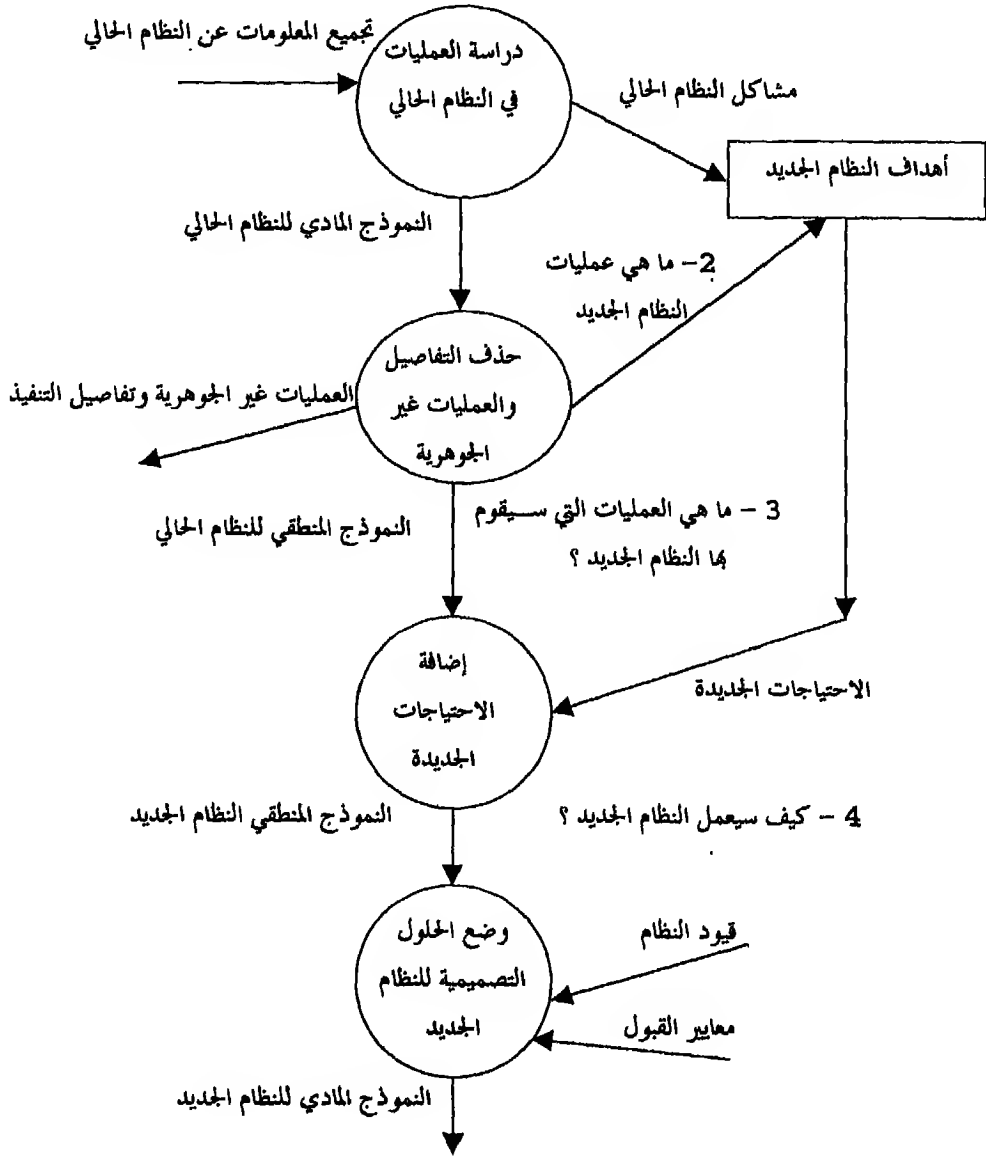 تجميع المعلومات عن النظام الحالي
دراسة العمليات
في النظام الحالي
مشاكل النظام الحالي
أهداف النظام الجديد
النموذج المادي للنظام الحالي
2- ما هي عمليات
النظام الجديد
حذف التفاصيل
والعمليات غير
الجوهرية
العمليات غير الجوهرية وتفاصيل التنفيذ
3 - ما هي العمليات التي سيقوم
بها النظام الجديد ؟
النموذج المنطقي للنظام الحالي
إضافة
الاحتياجات
الجديدة
الاحتياجات الجديدة
4 - كيف سيعمل النظام الجديد ؟
النموذج المنطقي النظام الجديد
وضع الحلول
التصميمية للنظام
الجديد
قيود النظام
معايير القبول
النموذج المادي للنظام الجديد